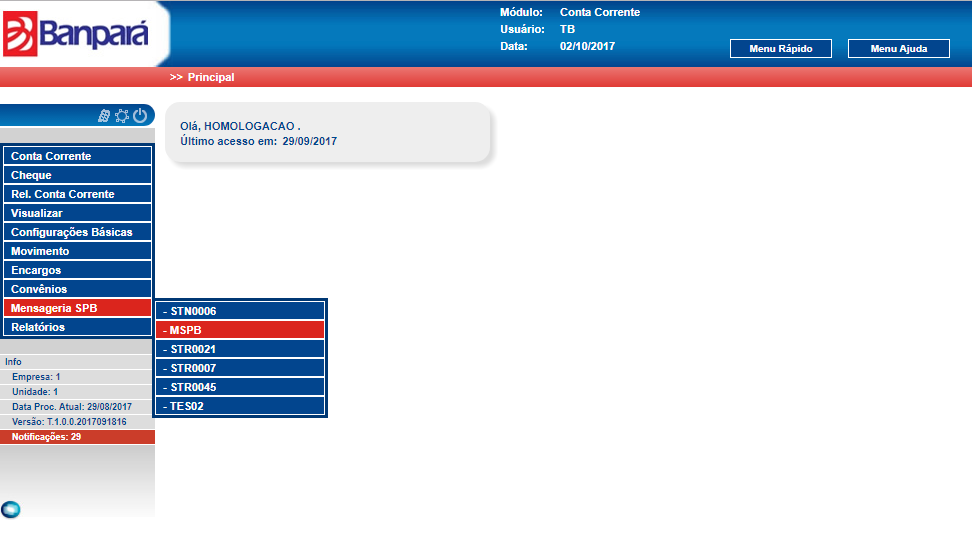 Banpará
Módulo: Conta Corrente
Usuário: TB
Data: 02/10/2017
Menu Rápido
Menu Ajuda
>> Principal
Olá, HOMOLOGACAO .
Último acesso em: 29/09/2017
Conta Corrente
Cheque
Rel. Conta Corrente
Visualizar
Configurações Básicas
Movimento
Encargos
Convênios
Mensageria SPB
Relatórios
- STN0006
- MSPB
- STR0021
- STR0007
- STR0045
- TES02
Info
Empresa: 1
Unidade: 1
Data Proc. Atual: 29/08/2017
Versão: T.1.0.0.2017091816
Notificações: 29